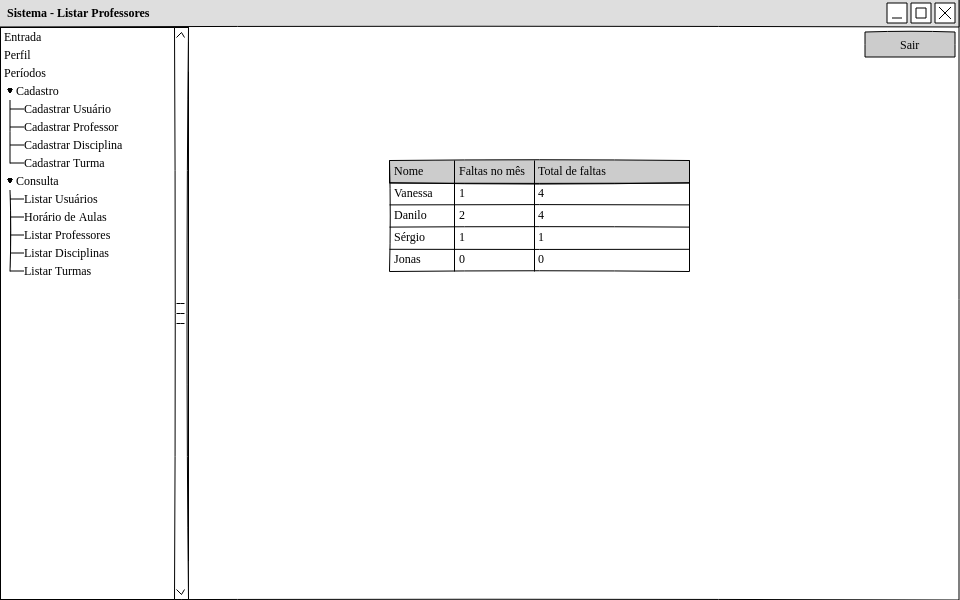 Sistema - Listar Professores
Entrada
Perfil
Períodos
Cadastro
Cadastrar Usuário
Cadastrar Professor
Cadastrar Disciplina
Cadastrar Turma
Consulta
Listar Usuários
Horário de Aulas
Listar Professores
Listar Disciplinas
Listar Turmas
Sair
Nome Faltas no mês Total de faltas
Vanessa 1 4
Danilo 2 4
Sérgio 1 1
Jonas 0 0